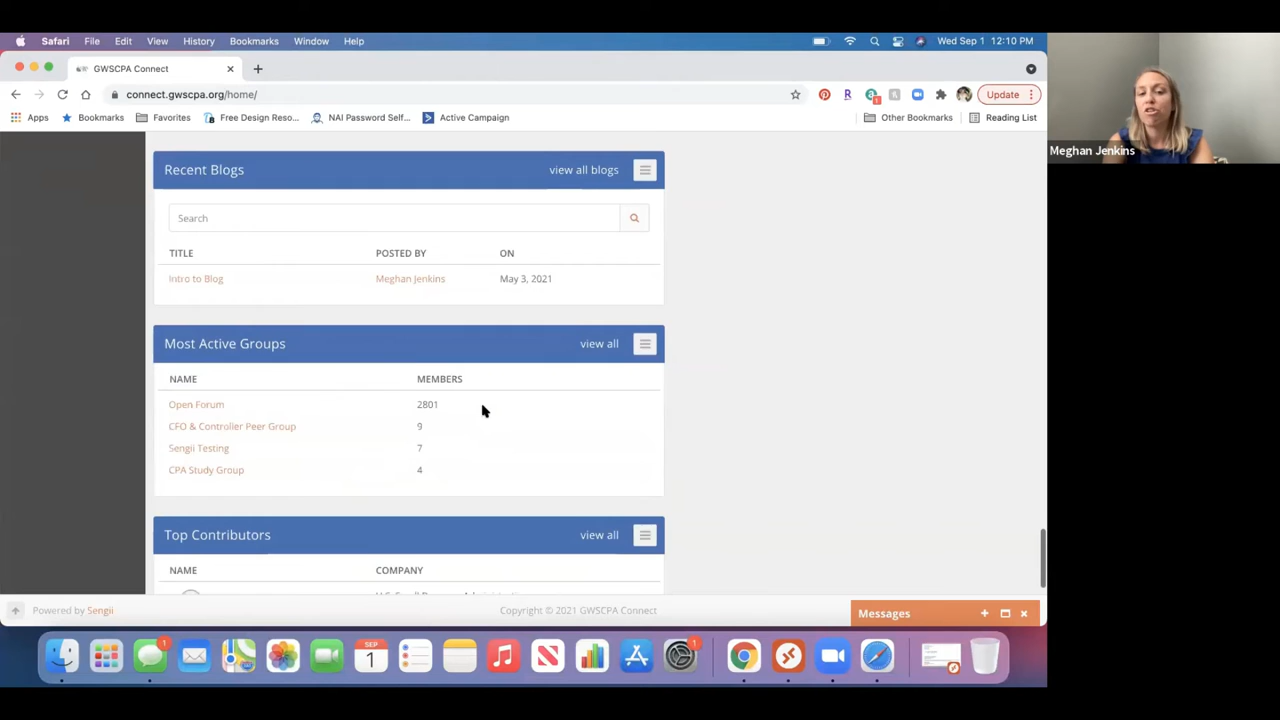 Safari File Edit View History Bookmarks Window Help Wed Sep 1 12:10 PM
GWSCPA Connect
connect.gwscpa.org/home/ Update
Apps Bookmarks Favorites Free Design Reso... NAI Password Self... Active Campaign Other Bookmarks Reading List
Meghan Jenkins
Recent Blogs view all blogs
Search
TITLE POSTED BY ON
Intro to Blog Meghan Jenkins May 3, 2021
Most Active Groups view all
NAME MEMBERS
Open Forum 2801
CFO & Controller Peer Group 9
Sengii Testing 7
CPA Study Group 4
Top Contributors view all
NAME COMPANY
Powered by Sengii Copyright © 2021 GWSCPA Connect Messages
SEP
1 1 1